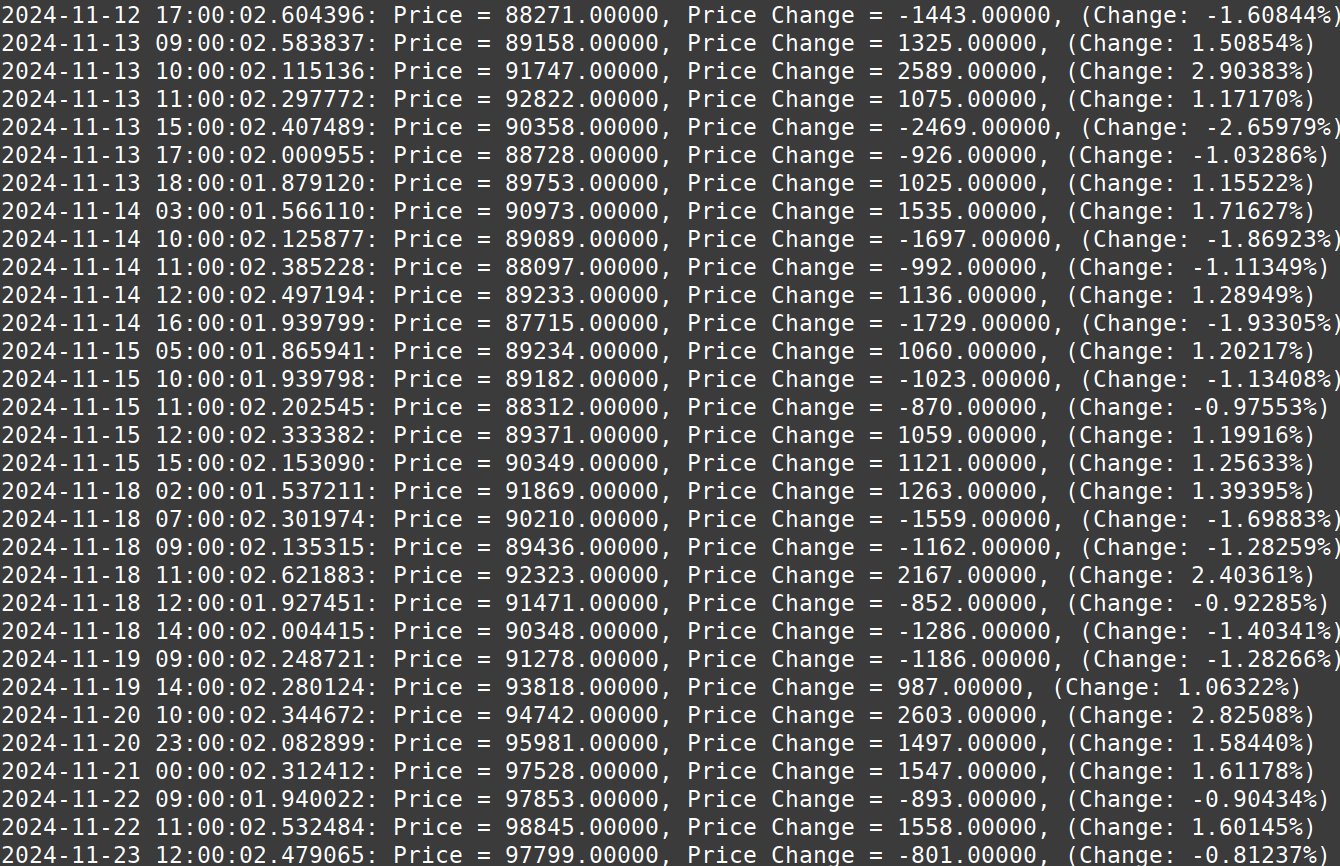 2024-11-12 17:00:02.604396: Price = 88271.00000, Price Change = -1443.00000, (Change: -1.60844%)
2024-11-13 09:00:02.583837: Price = 89158.00000, Price Change = 1325.00000, (Change: 1.50854%)
2024-11-13 10:00:02.115136: Price = 91747.00000, Price Change = 2589.00000, (Change: 2.90383%)
2024-11-13 11:00:02.297772: Price = 92822.00000, Price Change = 1075.00000, (Change: 1.17170%)
2024-11-13 15:00:02.407489: Price = 90358.00000, Price Change = -2469.00000, (Change: -2.65979%)
2024-11-13 17:00:02.000955: Price = 88728.00000, Price Change = -926.00000, (Change: -1.03286%)
2024-11-13 18:00:01.879120: Price = 89753.00000, Price Change = 1025.00000, (Change: 1.15522%)
2024-11-14 03:00:01.566110: Price = 90973.00000, Price Change = 1535.00000, (Change: 1.71627%)
2024-11-14 10:00:02.125877: Price = 89089.00000, Price Change = -1697.00000, (Change: -1.86923%)
2024-11-14 11:00:02.385228: Price = 88097.00000, Price Change = -992.00000, (Change: -1.11349%)
2024-11-14 12:00:02.497194: Price = 89233.00000, Price Change = 1136.00000, (Change: 1.28949%)
2024-11-14 16:00:01.939799: Price = 87715.00000, Price Change = -1729.00000, (Change: -1.93305%)
2024-11-15 05:00:01.865941: Price = 89234.00000, Price Change = 1060.00000, (Change: 1.20217%)
2024-11-15 10:00:01.939798: Price = 89182.00000, Price Change = -1023.00000, (Change: -1.13408%)
2024-11-15 11:00:02.202545: Price = 88312.00000, Price Change = -870.00000, (Change: -0.97553%)
2024-11-15 12:00:02.333382: Price = 89371.00000, Price Change = 1059.00000, (Change: 1.19916%)
2024-11-15 15:00:02.153090: Price = 90349.00000, Price Change = 1121.00000, (Change: 1.25633%)
2024-11-18 02:00:01.537211: Price = 91869.00000, Price Change = 1263.00000, (Change: 1.39395%)
2024-11-18 07:00:02.301974: Price = 90210.00000, Price Change = -1559.00000, (Change: -1.69883%)
2024-11-18 09:00:02.135315: Price = 89436.00000, Price Change = -1162.00000, (Change: -1.28259%)
2024-11-18 11:00:02.621883: Price = 92323.00000, Price Change = 2167.00000, (Change: 2.40361%)
2024-11-18 12:00:01.927451: Price = 91471.00000, Price Change = -852.00000, (Change: -0.92285%)
2024-11-18 14:00:02.004415: Price = 90348.00000, Price Change = -1286.00000, (Change: -1.40341%)
2024-11-19 09:00:02.248721: Price = 91278.00000, Price Change = -1186.00000, (Change: -1.28266%)
2024-11-19 14:00:02.280124: Price = 93818.00000, Price Change = 987.00000, (Change: 1.06322%)
2024-11-20 10:00:02.344672: Price = 94742.00000, Price Change = 2603.00000, (Change: 2.82508%)
2024-11-20 23:00:02.082899: Price = 95981.00000, Price Change = 1497.00000, (Change: 1.58440%)
2024-11-21 00:00:02.312412: Price = 97528.00000, Price Change = 1547.00000, (Change: 1.61178%)
2024-11-22 09:00:01.940022: Price = 97853.00000, Price Change = -893.00000, (Change: -0.90434%)
2024-11-22 11:00:02.532484: Price = 98845.00000, Price Change = 1558.00000, (Change: 1.60145%)
2024-11-23 12:00:02.479065: Price = 97799.00000, Price Change = -801.00000, (Change: -0.81237%)